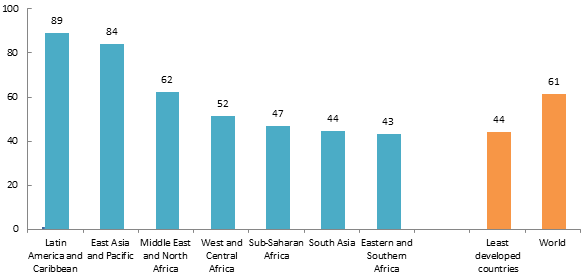 100
80
60
40
20
0
89
84
62
52
47
44
43
44
61
Latin
America and
Caribbean
East Asia
and Pacific
Middle East
and North
Africa
West and
Central
Africa
Sub-Saharan
Africa
South Asia
Eastern and
Southern
Africa
Least
developed
countries
World